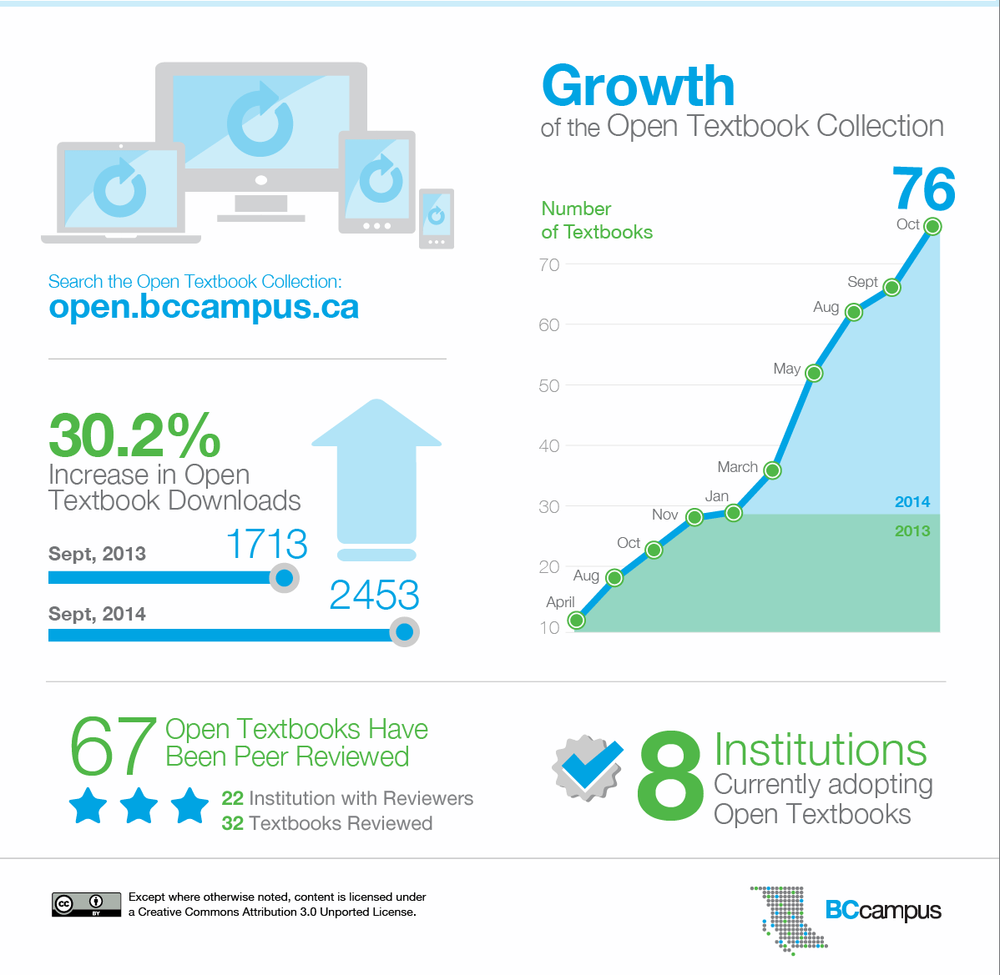 Search the Open Textbook Collection:
open.bccampus.ca
30.2%
Increase in Open
Textbook Downloads
Sept, 2013
1713
Sept, 2014
2453
Growth
of the Open Textbook Collection
76
Number
of Textbooks
Oct
70
Sept
Aug
60
May
50
40
March
Jan
30
2014
Nov
2013
Oct
20
Aug
April
10
67
Open Textbooks Have
Been Peer Reviewed
22 Institution with Reviewers
32 Textbooks Reviewed
8
Institutions
Currently adopting
Open Textbooks
cc
BY
Except where otherwise noted, content is licensed under
a Creative Commons Attribution 3.0 Unported License.
BCcampus